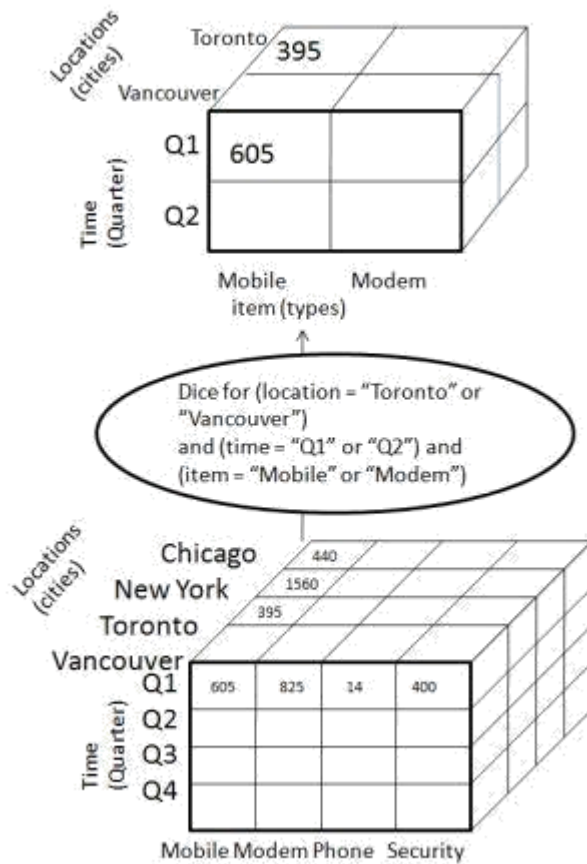 Locations
(cities)
Toronto
395
Vancouver
Q1
605
Time
(Quarter)
Q2
Mobile
Modem
item (types)
Dice for (location = “Toronto” or
“Vancouver”)
and (time = “Q1” or “Q2”) and
(item = “Mobile” or “Modem”)
Locations
(cities)
Chicago
440
New York
1560
Toronto
395
Vancouver
Q1
605 825 14 400
Time
(Quarter)
Q2
Q3
Q4
Mobile Modem Phone Security